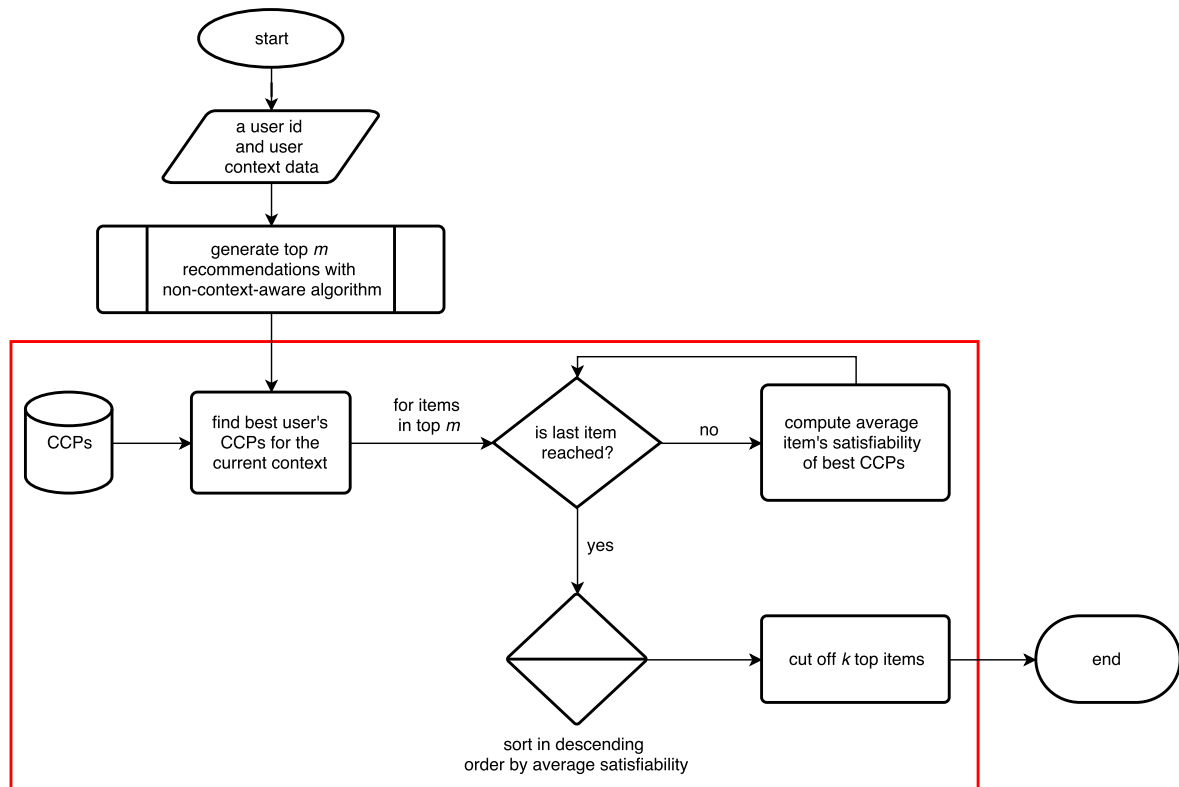 start
a user id
and user
context data
generate top m
recommendations with
non-context-aware algorithm
CCPs
find best user's
CCPs for the
current context
for items
in top m
is last item
reached?
no
compute average
item's satisfiability
of best CCPs
yes
sort in descending
order by average satisfiability
cut off k top items
end